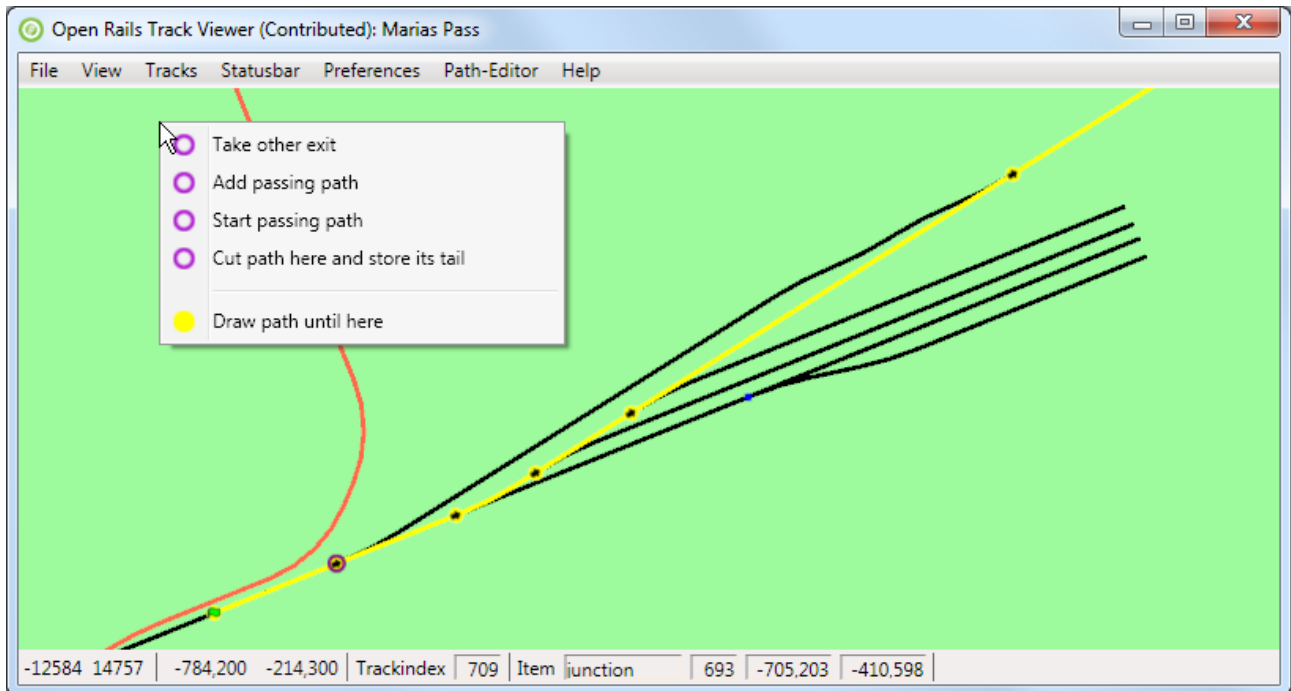 Open Rails Track Viewer (Contributed): Marias Pass
File View Tracks Statusbar Preferences Path-Editor Help
Take other exit
Add passing path
Start passing path
Cut path here and store its tail
Draw path until here
-12584 14757 -784,200 -214,300 Trackindex 709 Item junction 693 -705,203 -410,598